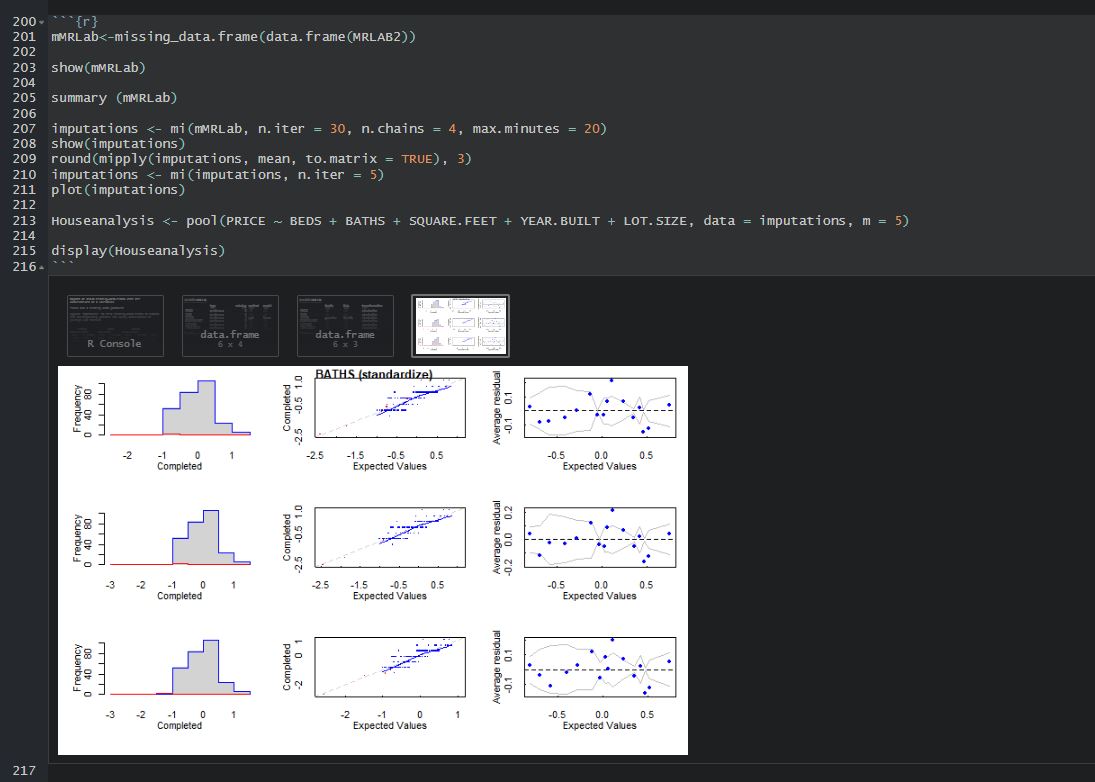 200 ```{r}
201 mMRLab<-missing_data.frame(data.frame(MRLAB2))
202
203 show(mMRLab)
204
205 summary (mMRLab)
206
207 imputations <- mi(mMRLab, n.iter = 30, n.chains = 4, max.minutes = 20)
208 show(imputations)
209 round(mipply(imputations, mean, to.matrix = TRUE), 3)
210 imputations <- mi(imputations, n.iter = 5)
211 plot(imputations)
212
213 Houseanalysis <- pool(PRICE ~ BEDS + BATHS + SQUARE.FEET + YEAR.BUILT + LOT.SIZE, data = imputations, m = 5)
214
215 display(Houseanalysis)
216 ```
R Console
data.frame
6 x 4
data.frame
6 x 3
BATHS (standardize)
Frequency
0 40 80
-2 -1 0 1
Completed
Completed
-2.5 -0.5 1.0
-2.5 -1.5 -0.5 0.5
Expected Values
Average residual
-0.1 0.1
-0.5 0.0 0.5
Expected Values
Frequency
0 40 80
-3 -2 -1 0 1
Completed
Completed
-2.5 -0.5 1.0
-2.5 -1.5 -0.5 0.5
Expected Values
Average residual
-0.2 0.0 0.2
-0.5 0.0 0.5
Expected Values
Frequency
0 40 80
-3 -2 -1 0 1
Completed
Completed
-2 1
-2 -1 0 1
Expected Values
Average residual
-0.1 0.1
-0.5 0.0 0.5
Expected Values
217